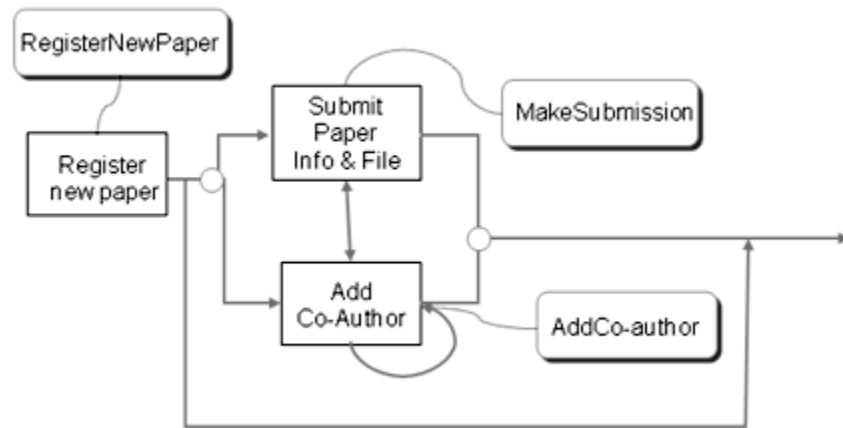 RegisterNewPaper
Submit
Paper
Info & File
MakeSubmission
Register
new paper
Add
Co-Author
AddCo-author